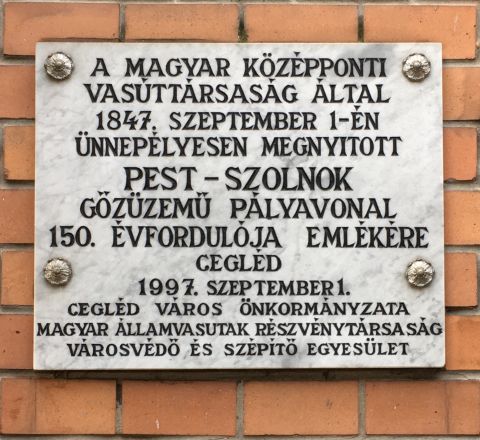 A MAGYAR KÖZÉPPONTI
VASÚTTÁRSASÁG ÁLTAL
1847. SZEPTEMBER 1-ÉN
ÜNNEPÉLYESEN MEGNYITOTT
PEST-SZOLNOK
GŐZÜZEMŰ PÁLYAVONAL
150. ÉVFORDULÓJA EMLÉKÉRE
CEGLÉD
1997. SZEPTEMBER 1.
CEGLÉD VÁROS ÖNKORMÁNYZATA
MAGYAR ÁLLAMVASUTAK RÉSZVÉNYTÁRSASÁG
VÁROSVÉDŐ ÉS SZÉPÍTŐ EGYESÜLET